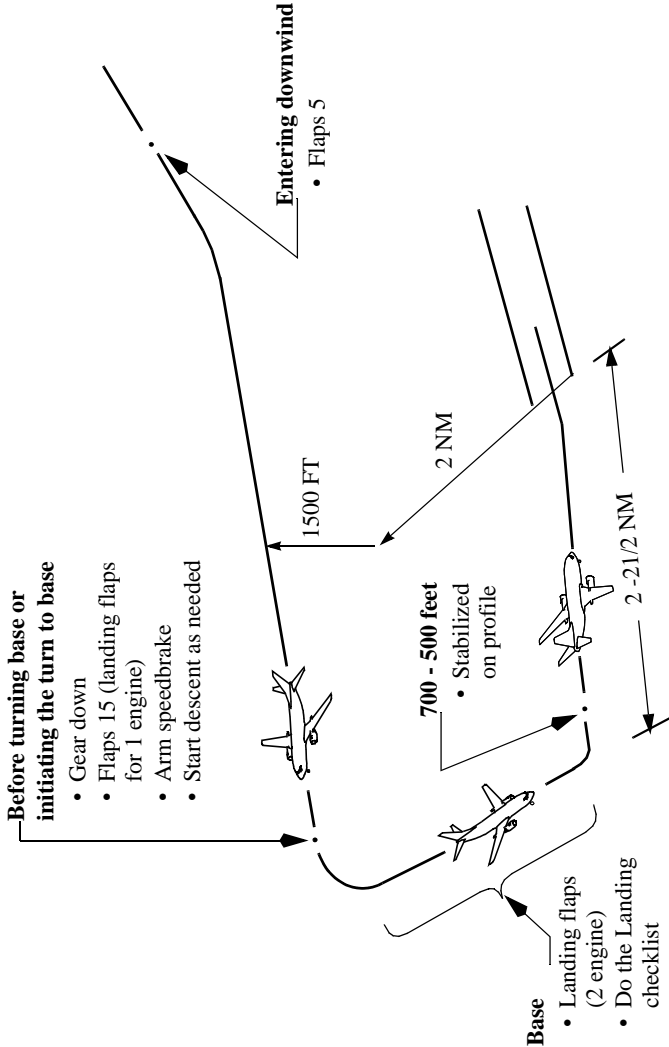 Before turning base or
initiating the turn to base
• Gear down
• Flaps 15 (landing flaps
for 1 engine)
• Arm speedbrake
• Start descent as needed
Entering downwind
• Flaps 5
1500 FT
2 NM
700 - 500 feet
• Stabilized
on profile
2 -21/2 NM
Base
• Landing flaps
(2 engine)
• Do the Landing
checklist